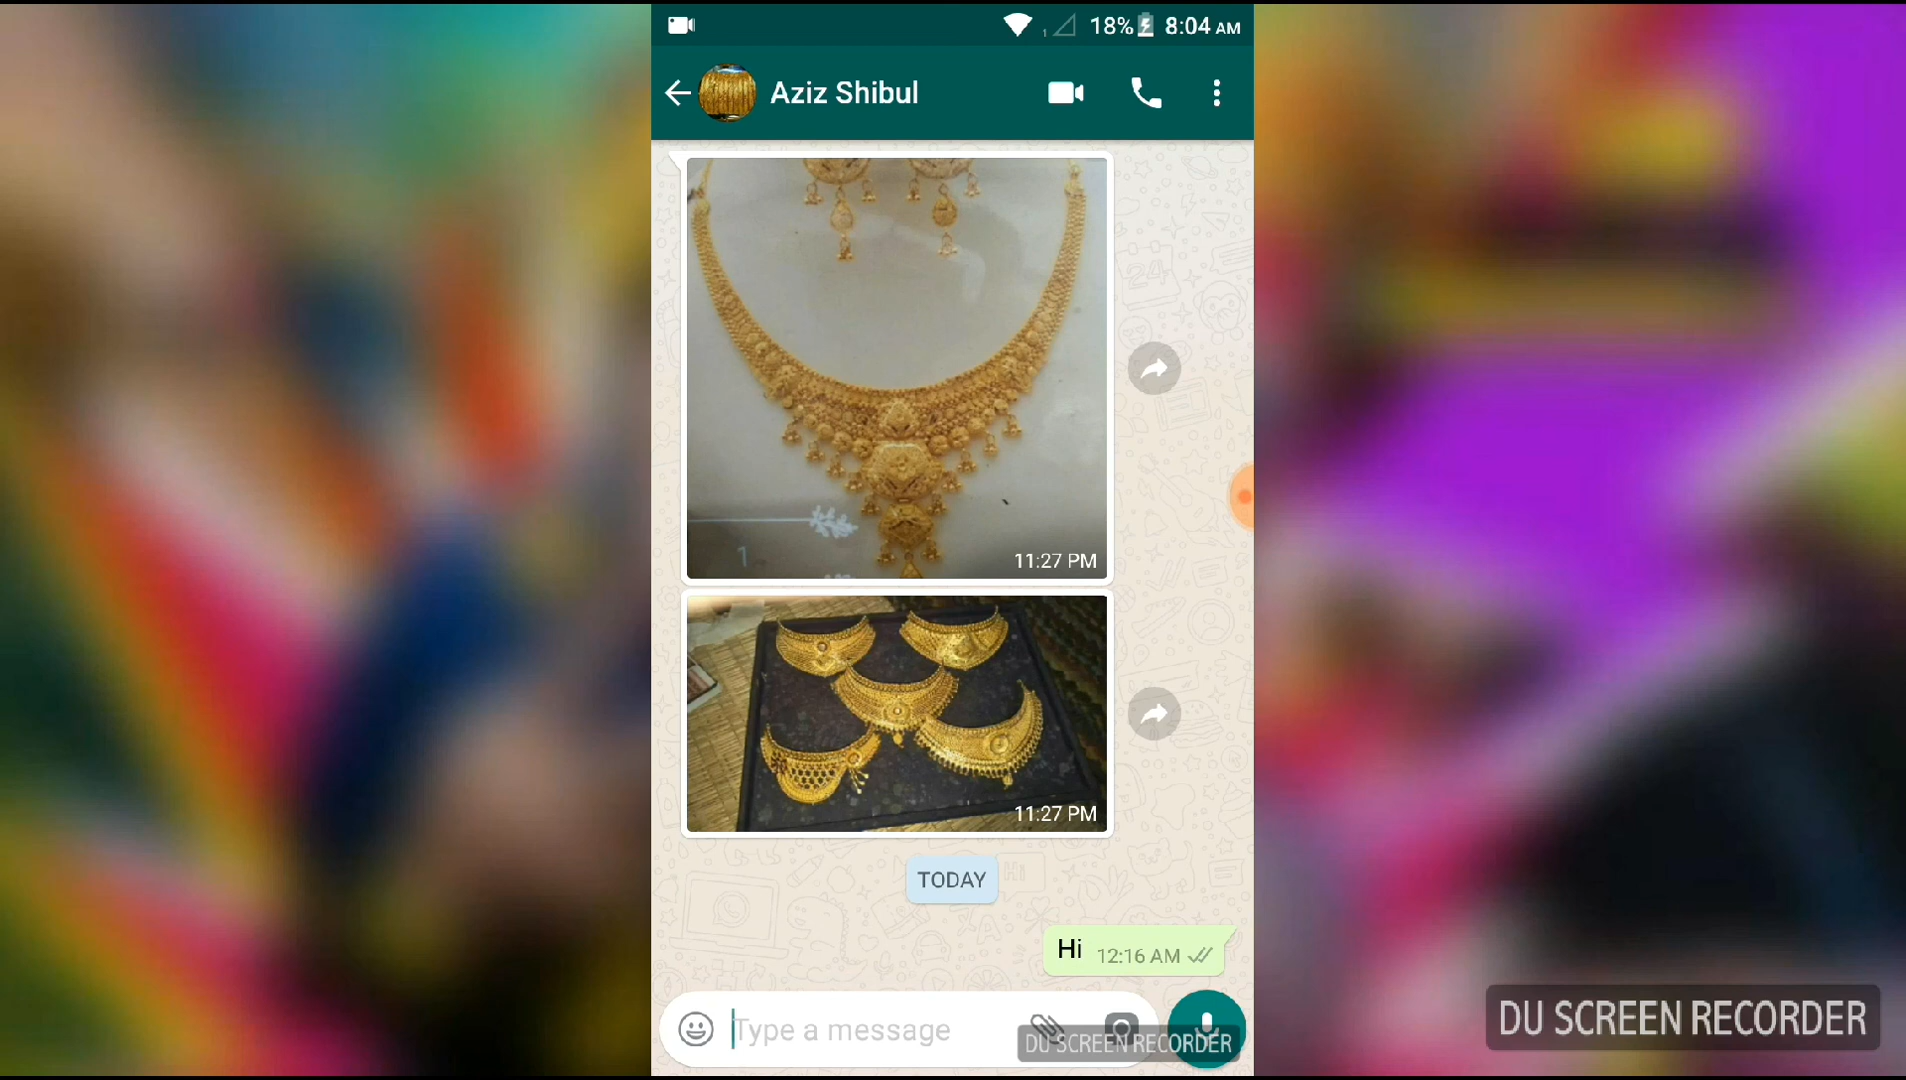 18% 8:04 AM
Aziz Shibul
11:27 PM
11:27 PM
TODAY
Hi 12:16 AM
Type a message
DU SCREEN RECORDER
DU SCREEN RECORDER